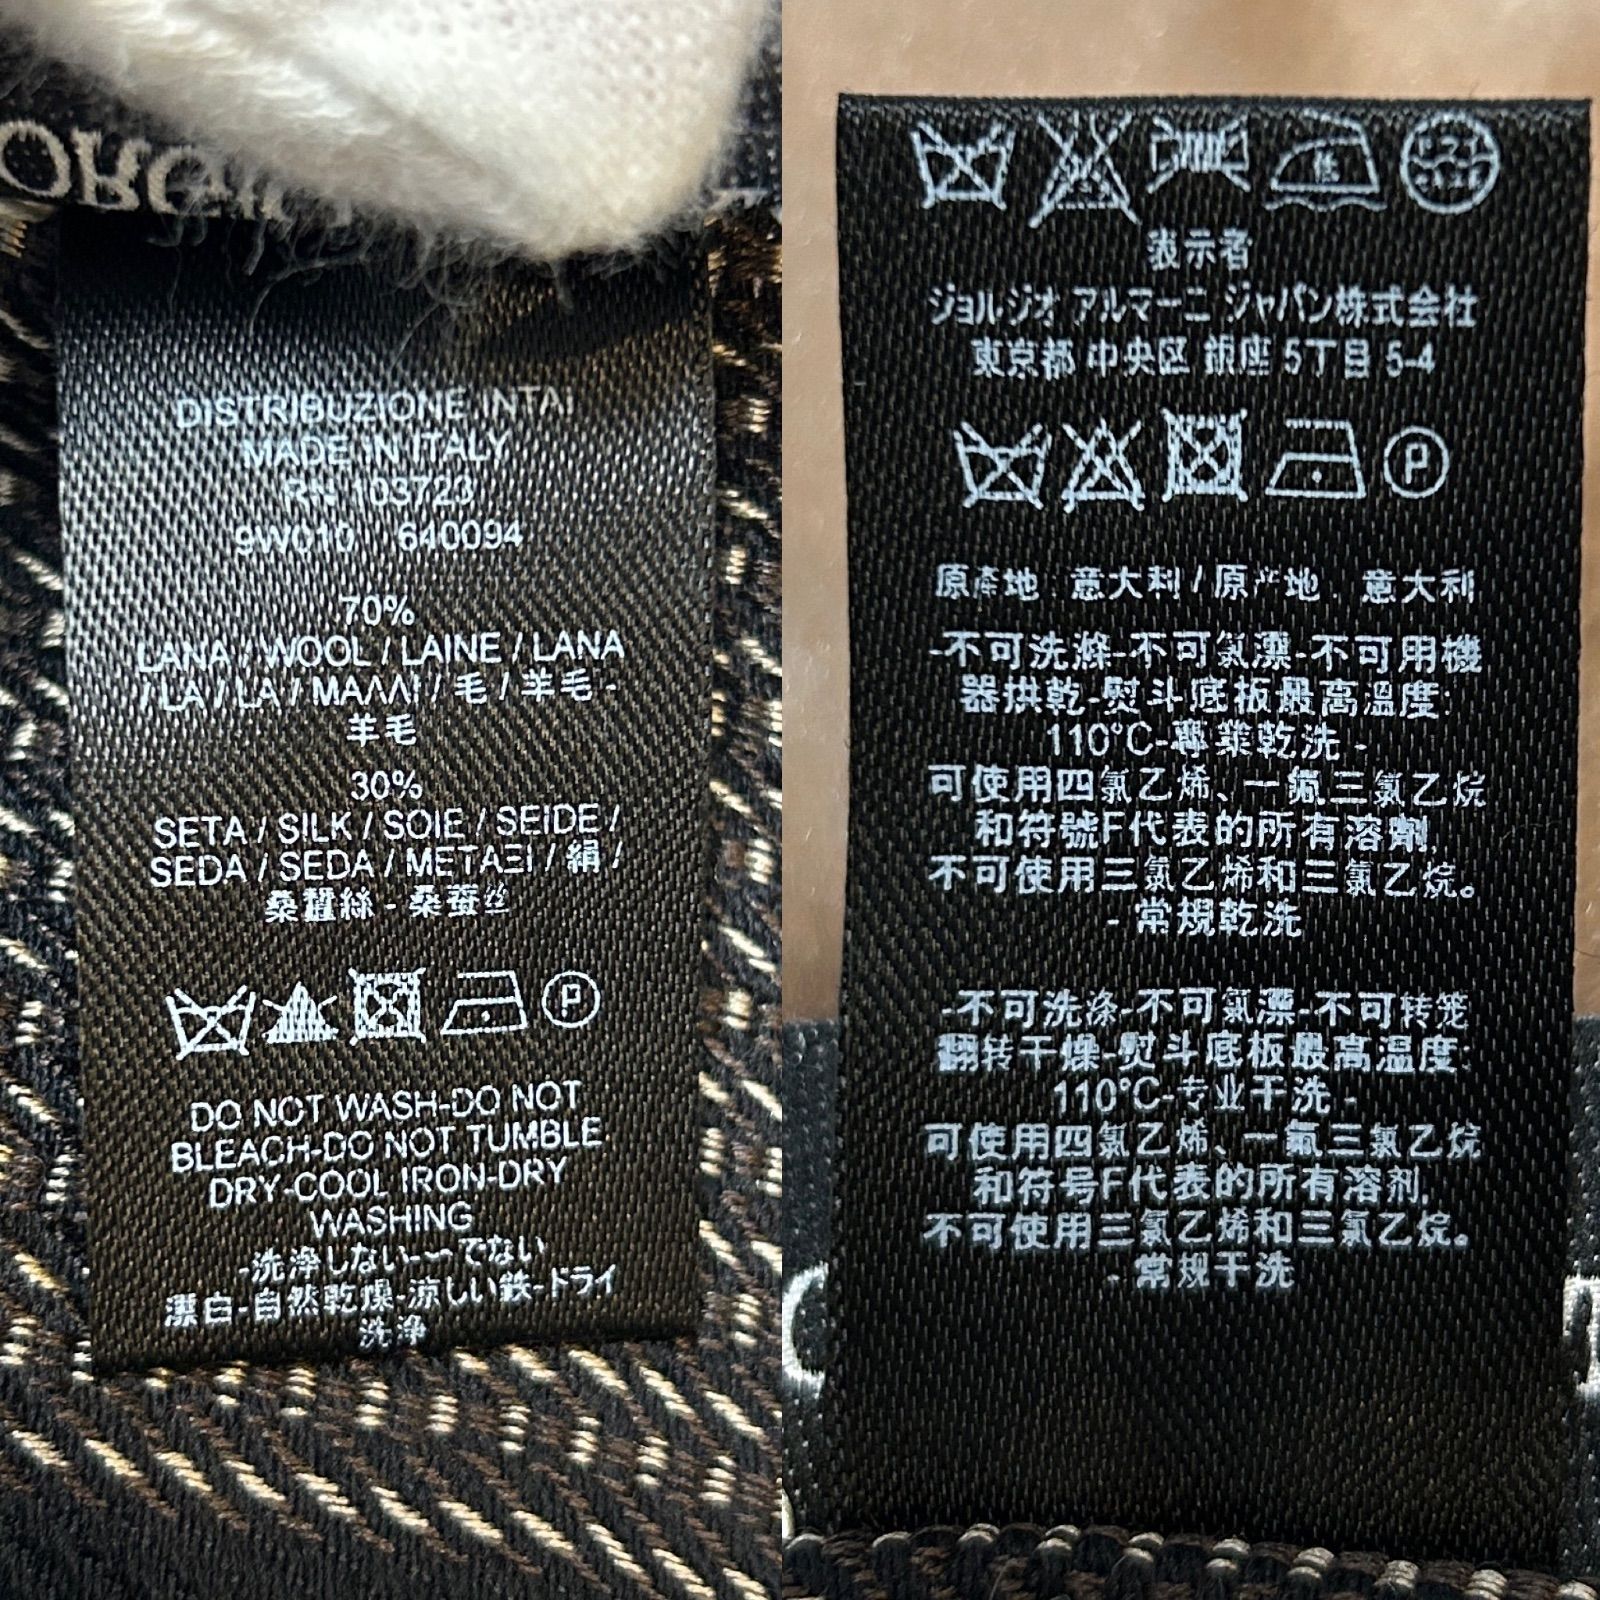 DISTRIBUZIONE INTAI
MADE IN ITALY
RN 103723
9W010 640094
70%
LANA / WOOL / LAINE / LANA
/ LA / LA / ΜΑΛΛΙ / 毛 / 羊毛 -
羊毛
30%
SETA / SILK / SOIE / SEIDE /
SEDA / SEDA / ΜΕΤΑΞΙ / 絹 /
桑蠶絲 - 桑蚕丝
P
DO NOT WASH-DO NOT
BLEACH-DO NOT TUMBLE
DRY-COOL IRON-DRY
WASHING
-洗浄しない-~でない
漂白-自然乾燥-涼しい鉄-ドライ
洗浄
低
表示者
ジョルジオ アルマーニ ジャパン株式会社
東京都 中央区 銀座 5丁目 5-4
P
原產地: 意大利 / 原产地: 意大利
-不可洗滌-不可氯漂-不可用機
器烘乾-熨斗底板最高溫度:
110°C-專業乾洗 -
可使用四氯乙烯、一氟三氯乙烷
和符號F代表的所有溶劑,
不可使用三氯乙烯和三氯乙烷。
- 常規乾洗
-不可洗涤-不可氯漂-不可转笼
翻转干燥-熨斗底板最高温度:
110°C-专业干洗 -
可使用四氯乙烯、一氟三氯乙烷
和符号F代表的所有溶剂,
不可使用三氯乙烯和三氯乙烷。
- 常规干洗